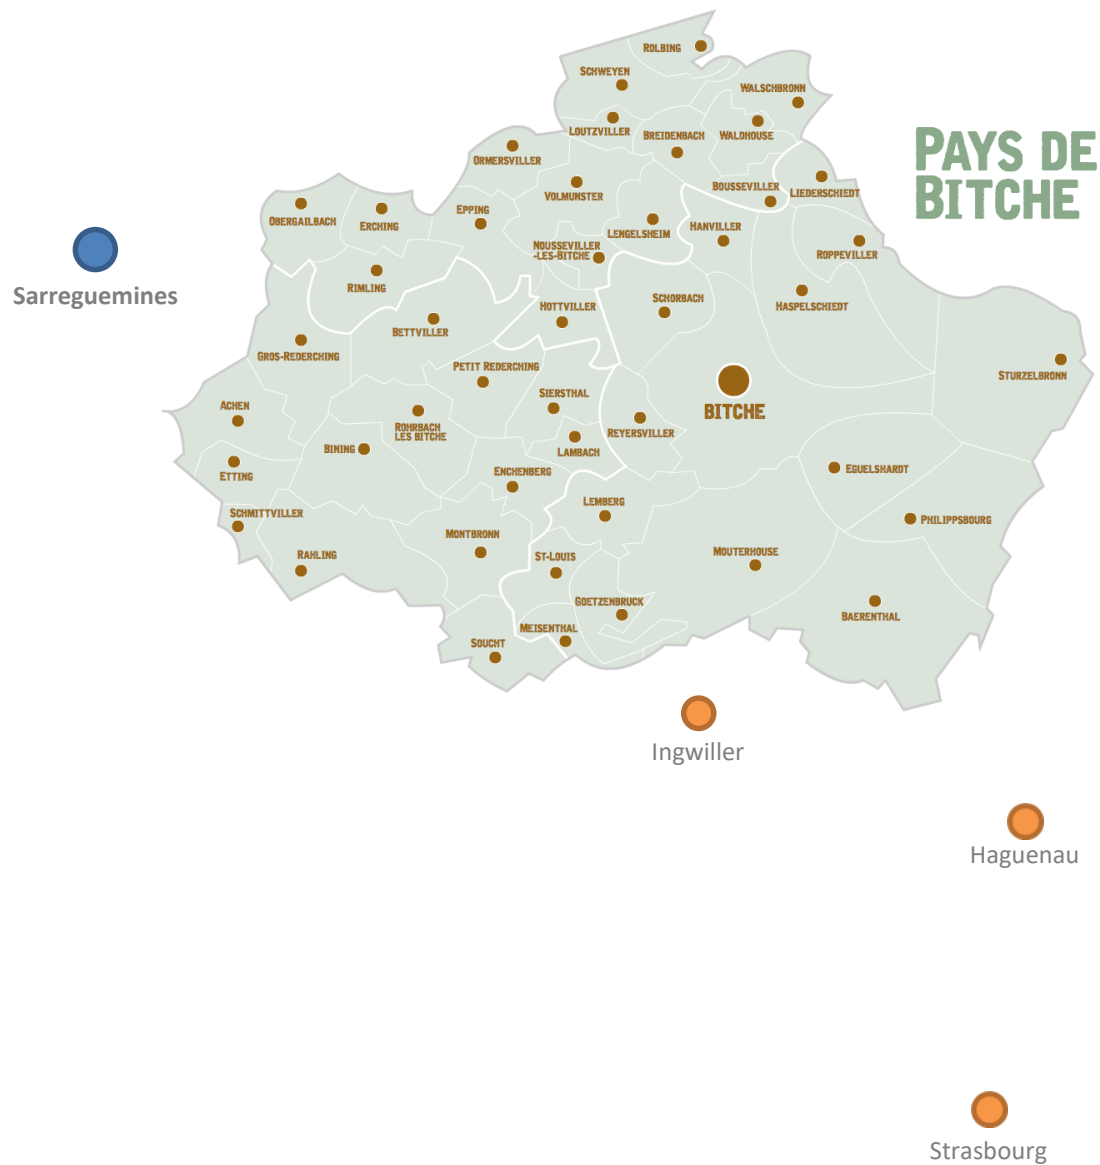 ROLBING
SCHWEYEN
WALSCHBRONN
LOUTZVILLER
BREIDENBACH
WALDHOUSE
PAYS DE
BITCHE
ORMERSVILLER
VOLMUNSTER
BOUSSEVILLER
LIEDERSCHIEDT
OBERGAILBACH
ERCHING
EPPING
LENGELSHEIM
HANVILLER
NOUSSEVILLER
-LES-BITCHE
ROPPEVILLER
Sarreguemines
RIMLING
SCHORBACH
HASPELSCHIEDT
HOTTVILLER
BETTVILLER
GROS-REDERCHING
PETIT REDERCHING
STURZELBRONN
SIERSTHAL
ACHEN
BITCHE
ROHRBACH
LES BITCHE
REYERSVILLER
BINING
LAMBACH
ETTING
ENCHENBERG
EGUELSHARDT
LEMBERG
SCHMITTVILLER
PHILIPPSBOURG
MONTBRONN
RAHLING
ST-LOUIS
MOUTERHOUSE
GOETZENBRUCK
BAERENTHAL
MEISENTHAL
SOUCHT
Ingwiller
Haguenau
Strasbourg